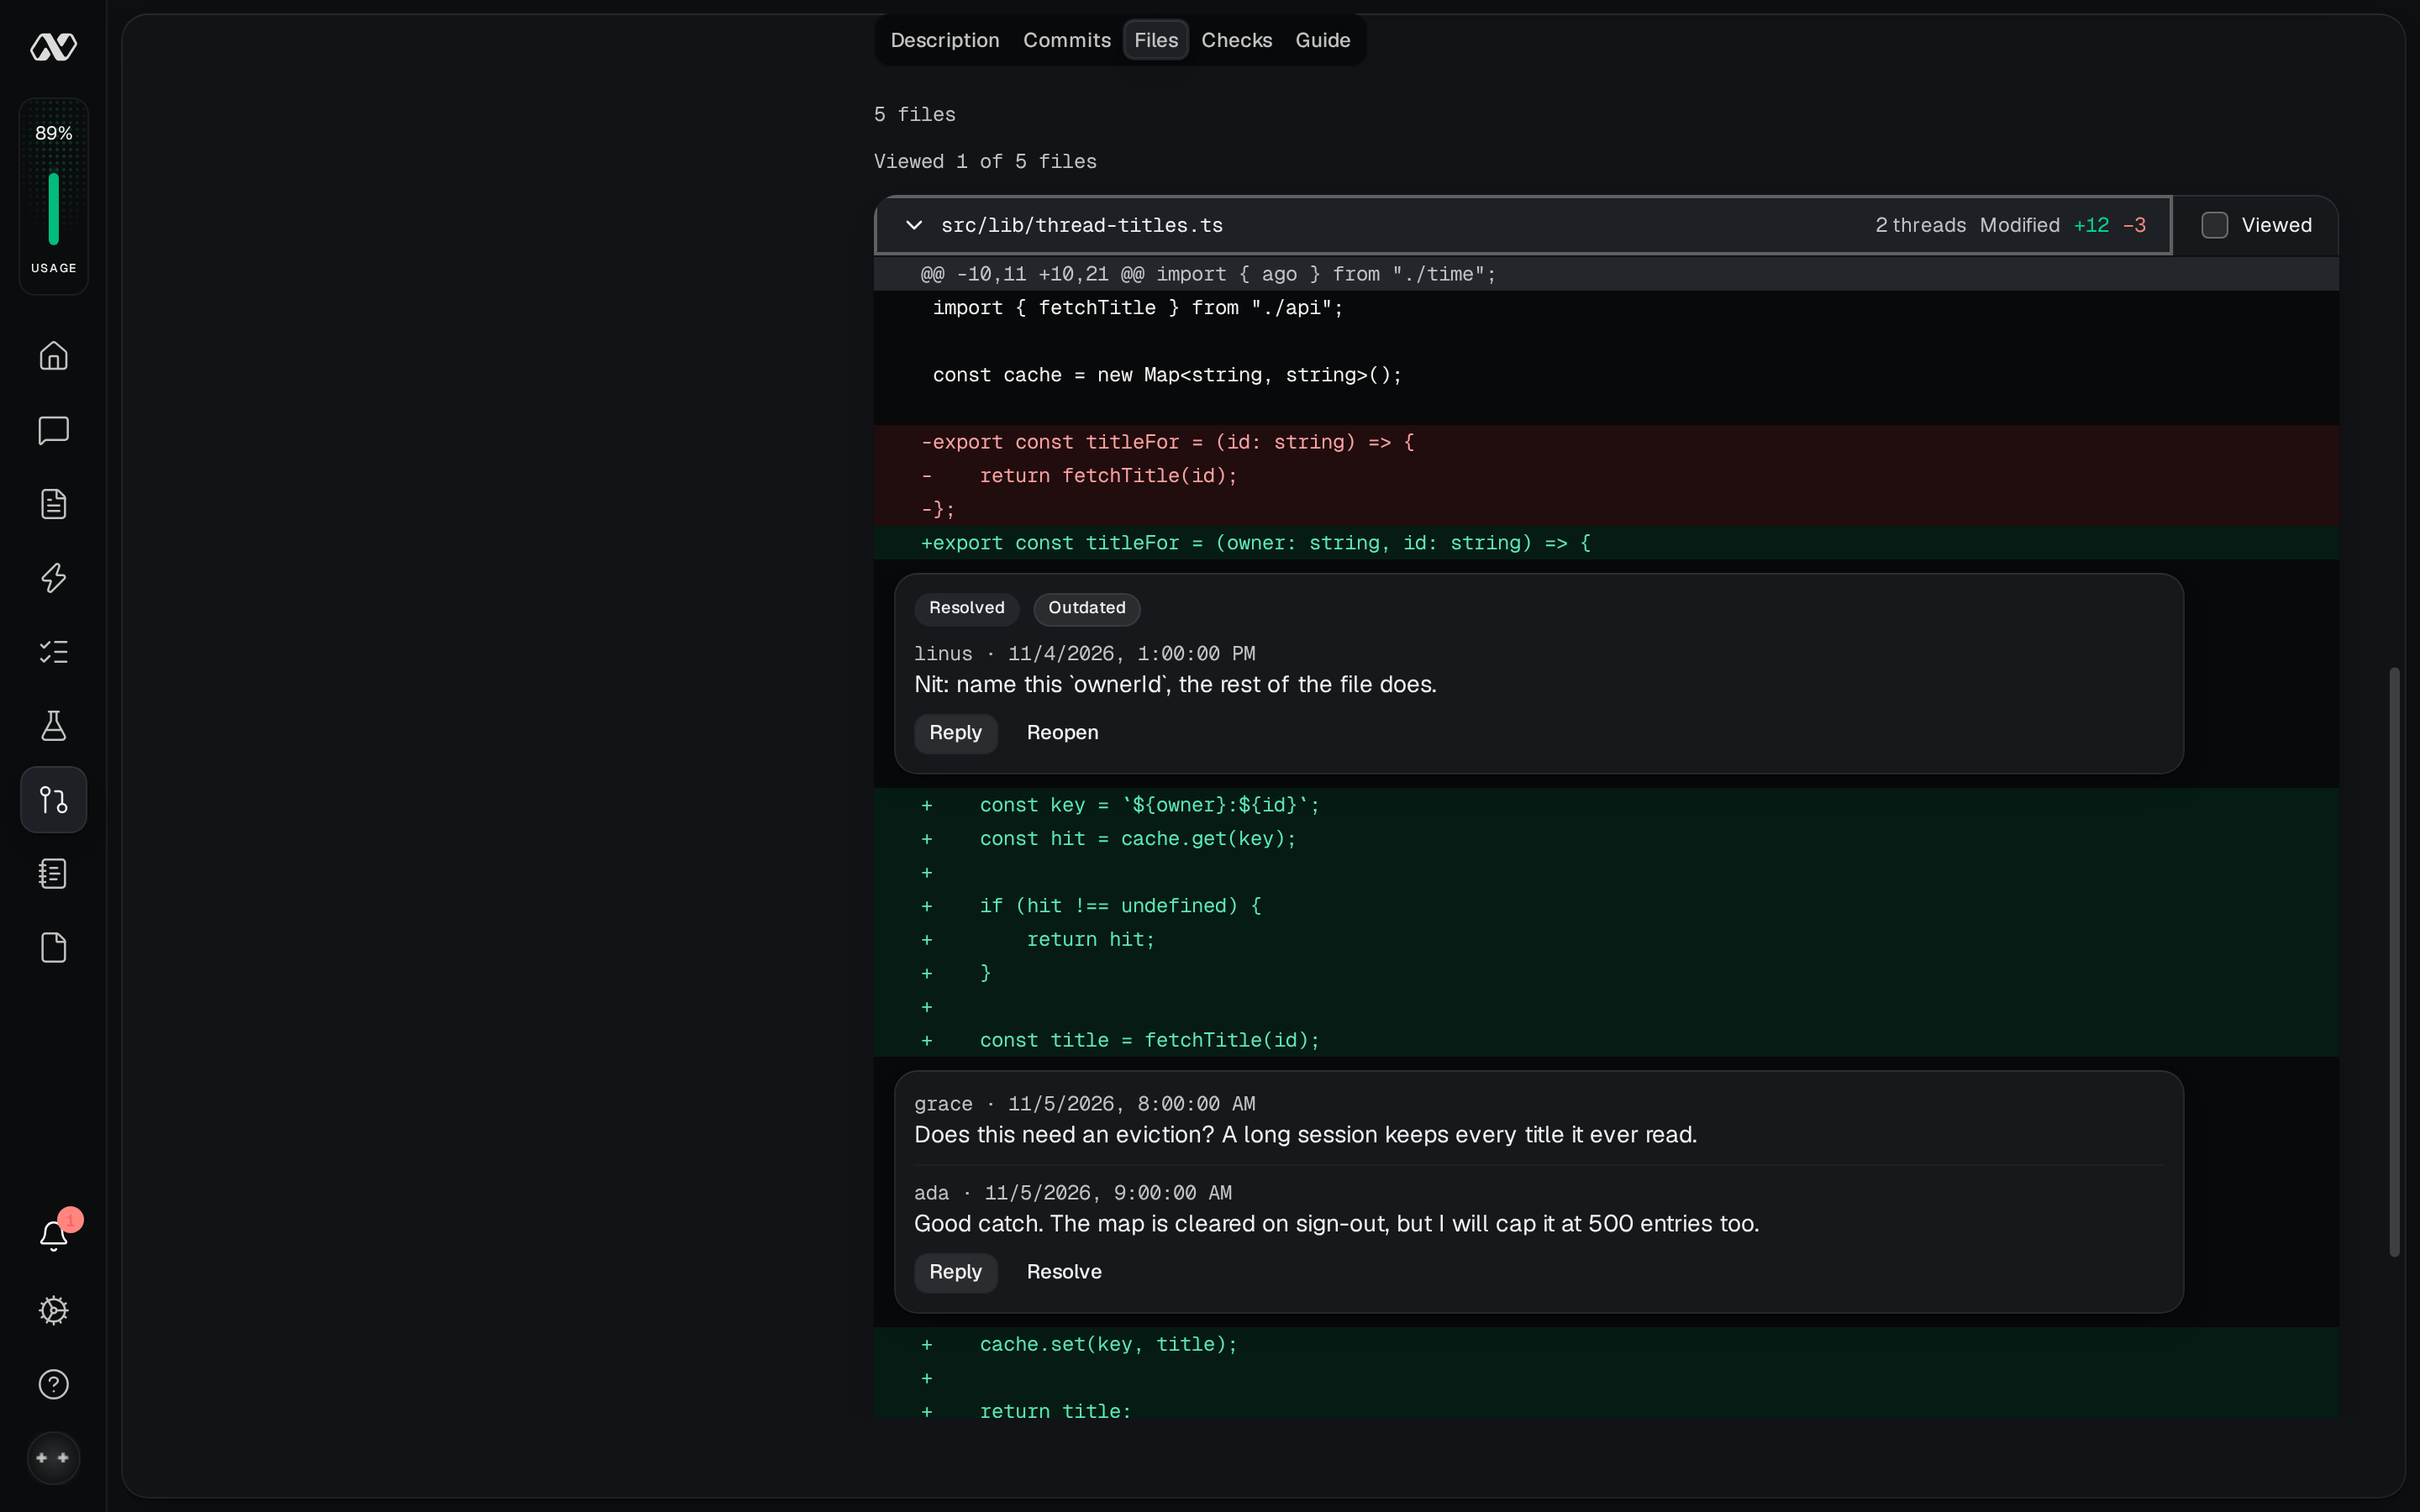 Description Commits Files Checks Guide
89%
USAGE
5 files
Viewed 1 of 5 files
src/lib/thread-titles.ts 2 threads Modified +12 −3 Viewed
@@ -10,11 +10,21 @@ import { ago } from "./time";
import { fetchTitle } from "./api";
const cache = new Map<string, string>();
-export const titleFor = (id: string) => {
-    return fetchTitle(id);
-};
+export const titleFor = (owner: string, id: string) => {
Resolved Outdated
linus · 11/4/2026, 1:00:00 PM
Nit: name this `ownerId`, the rest of the file does.
Reply Reopen
+    const key = `${owner}:${id}`;
+    const hit = cache.get(key);
+
+    if (hit !== undefined) {
+        return hit;
+    }
+
+    const title = fetchTitle(id);
grace · 11/5/2026, 8:00:00 AM
Does this need an eviction? A long session keeps every title it ever read.
ada · 11/5/2026, 9:00:00 AM
Good catch. The map is cleared on sign-out, but I will cap it at 500 entries too.
Reply Resolve
+    cache.set(key, title);
+
+    return title;
1